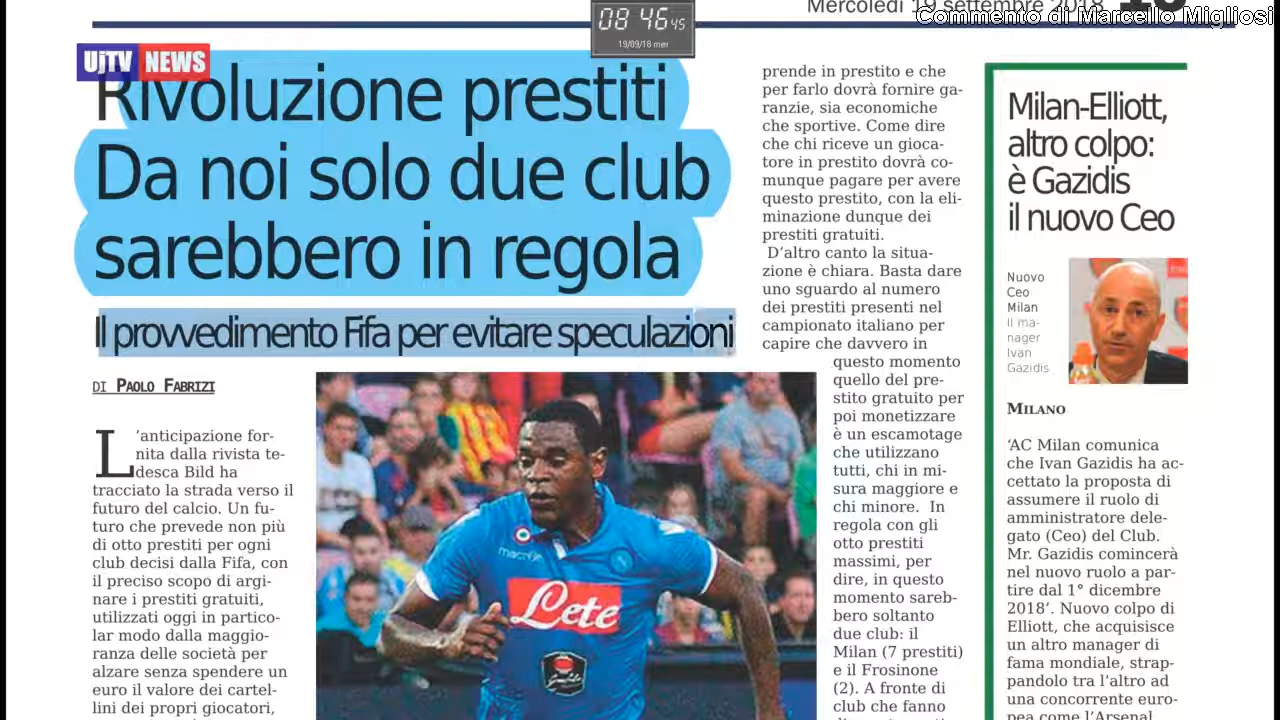 Mercoledì 19 settembre 2018
Commento di Marcello Migliosi
08 46 45
19/09/18 mer
UjTV NEWS
Rivoluzione prestiti
Da noi solo due club
sarebbero in regola
Il provvedimento Fifa per evitare speculazioni
DI PAOLO FABRIZI
L'anticipazione for-
nita dalla rivista te-
desca Bild ha
tracciato la strada verso il
futuro del calcio. Un fu-
turo che prevede non più
di otto prestiti per ogni
club decisi dalla Fifa, con
il preciso scopo di argi-
nare i prestiti gratuiti,
utilizzati oggi in partico-
lar modo dalla maggio-
ranza delle società per
alzare senza spendere un
euro il valore dei cartel-
lini dei propri giocatori,
macron
Lete
prende in prestito e che
per farlo dovrà fornire ga-
ranzie, sia economiche
che sportive. Come dire
che chi riceve un gioca-
tore in prestito dovrà co-
munque pagare per avere
questo prestito, con la eli-
minazione dunque dei
prestiti gratuiti.
D'altro canto la situa-
zione è chiara. Basta dare
uno sguardo al numero
dei prestiti presenti nel
campionato italiano per
capire che davvero in
questo momento
quello del pre-
stito gratuito per
poi monetizzare
è un escamotage
che utilizzano
tutti, chi in mi-
sura maggiore e
chi minore. In
regola con gli
otto prestiti
massimi, per
dire, in questo
momento sareb-
bero soltanto
due club: il
Milan (7 prestiti)
e il Frosinone
(2). A fronte di
club che fanno
Milan-Elliott,
altro colpo:
è Gazidis
il nuovo Ceo
Nuovo
Ceo
Milan
Il ma-
nager
Ivan
Gazidis
MILANO
'AC Milan comunica
che Ivan Gazidis ha ac-
cettato la proposta di
assumere il ruolo di
amministratore dele-
gato (Ceo) del Club.
Mr. Gazidis comincerà
nel nuovo ruolo a par-
tire dal 1° dicembre
2018'. Nuovo colpo di
Elliott, che acquisisce
un altro manager di
fama mondiale, strap-
pandolo tra l'altro ad
una concorrente euro-
pea come l'Arsenal